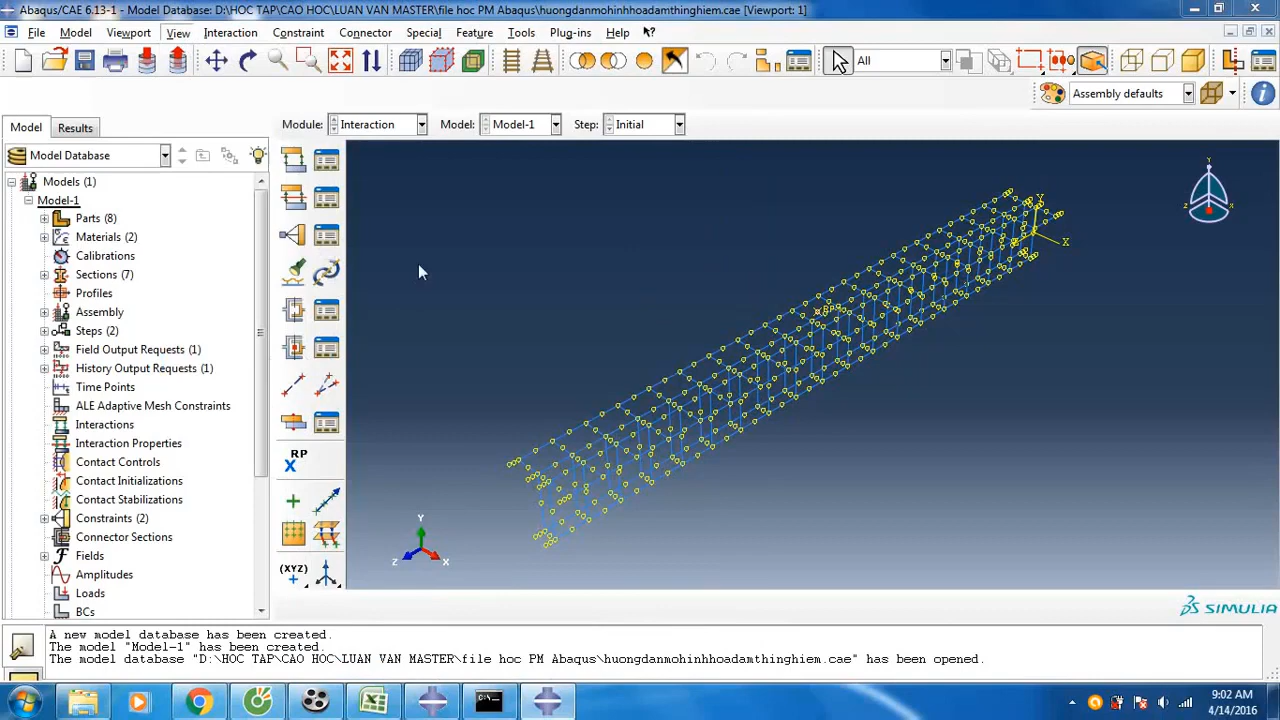 Abaqus/CAE 6.13-1 - Model Database: D:\HOC TAP\CAO HOC\LUAN VAN MASTER\file hoc PM Abaqus\huongdanmohinhhoadamthinghem.cae [Viewport: 1]
File Model Viewport View Interaction Constraint Connector Special Feature Tools Plug-ins Help
All
Assembly defaults
Model Results
Module: Interaction Model: Model-1 Step: Initial
Model Database
Models (1)
Model-1
Parts (8)
Materials (2)
Calibrations
Sections (7)
Profiles
Assembly
Steps (2)
Field Output Requests (1)
History Output Requests (1)
Time Points
ALE Adaptive Mesh Constraints
Interactions
Interaction Properties
Contact Controls
Contact Initializations
Contact Stabilizations
Constraints (2)
Connector Sections
Fields
Amplitudes
Loads
BCs
RP
(XYZ)
Y
Z X
X
Y
Z X
SIMULIA
A new model database has been created.
The model "Model-1" has been created.
The model database "D:\HOC TAP\CAO HOC\LUAN VAN MASTER\file hoc PM Abaqus\huongdanmohinhhoadamthinghiem.cae" has been opened.
9:02 AM
4/14/2016